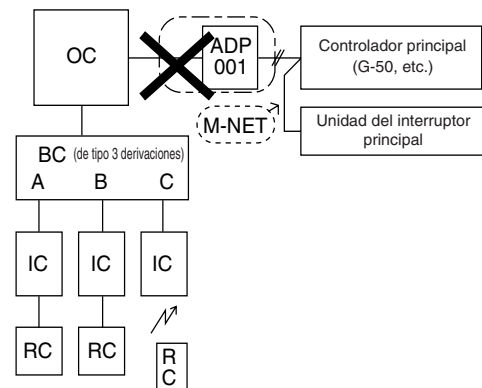 OC
ADP
001
Controlador principal
(G-50, etc.)
M-NET
Unidad del interruptor
principal
BC (de tipo 3 derivaciones)
A B C
IC IC IC
RC RC R
C